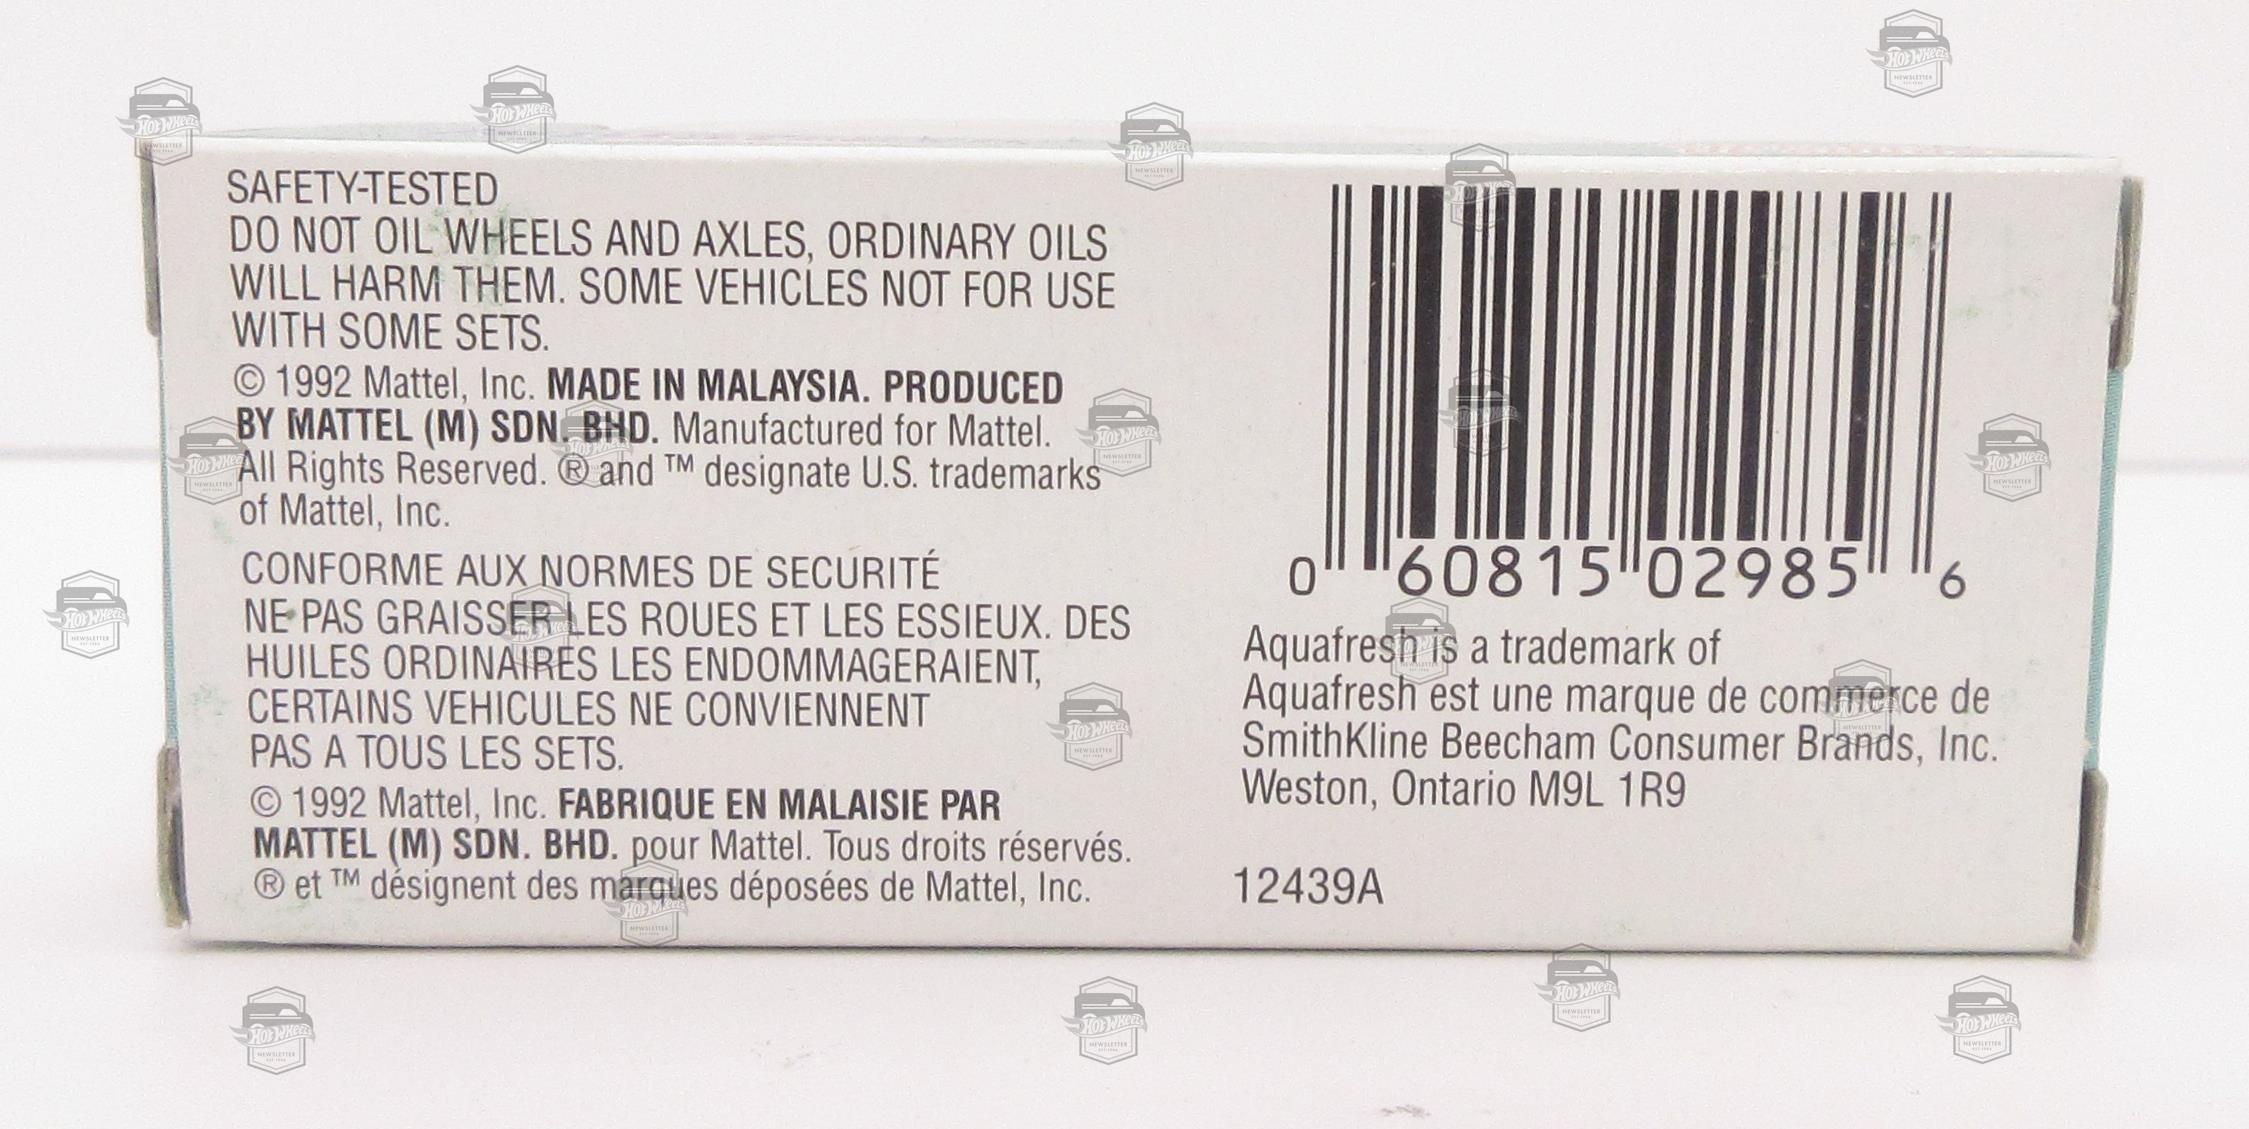 SAFETY-TESTED
DO NOT OIL WHEELS AND AXLES, ORDINARY OILS
WILL HARM THEM. SOME VEHICLES NOT FOR USE
WITH SOME SETS.
© 1992 Mattel, Inc. MADE IN MALAYSIA. PRODUCED
BY MATTEL (M) SDN. BHD. Manufactured for Mattel.
All Rights Reserved. ® and ™ designate U.S. trademarks
of Mattel, Inc.
CONFORME AUX NORMES DE SECURITÉ
NE PAS GRAISSER LES ROUES ET LES ESSIEUX. DES
HUILES ORDINAIRES LES ENDOMMAGERAIENT,
CERTAINS VEHICULES NE CONVIENNENT
PAS A TOUS LES SETS.
© 1992 Mattel, Inc. FABRIQUE EN MALAISIE PAR
MATTEL (M) SDN. BHD. pour Mattel. Tous droits réservés.
® et ™ désignent des marques déposées de Mattel, Inc.
0 60815 02985 6
Aquafresh is a trademark of
Aquafresh est une marque de commerce de
SmithKline Beecham Consumer Brands, Inc.
Weston, Ontario M9L 1R9
12439A
HOT WHEELS
NEWSLETTER